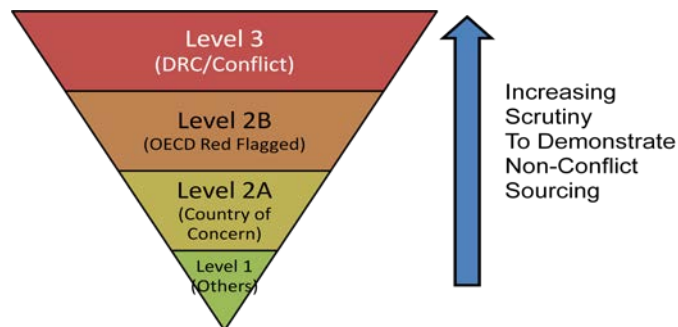 Level 3
(DRC/Conflict)
Level 2B
(OECD Red Flagged)
Level 2A
(Country of
Concern)
Level 1
(Others)
Increasing
Scrutiny
To Demonstrate
Non-Conflict
Sourcing